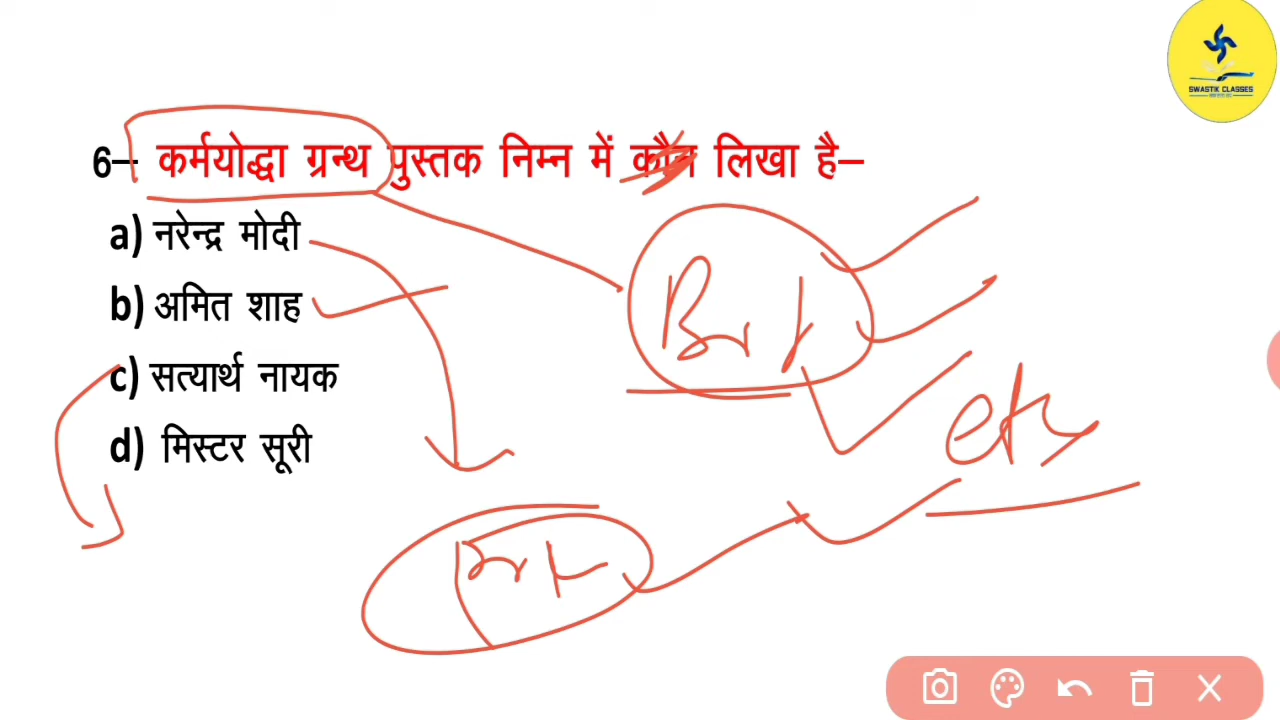 SWASTIK CLASSES
6– कर्मयोद्धा ग्रन्थ पुस्तक निम्न में कौन लिखा है–
a) नरेन्द्र मोदी
b) अमित शाह
c) सत्यार्थ नायक
d) मिस्टर सूरी